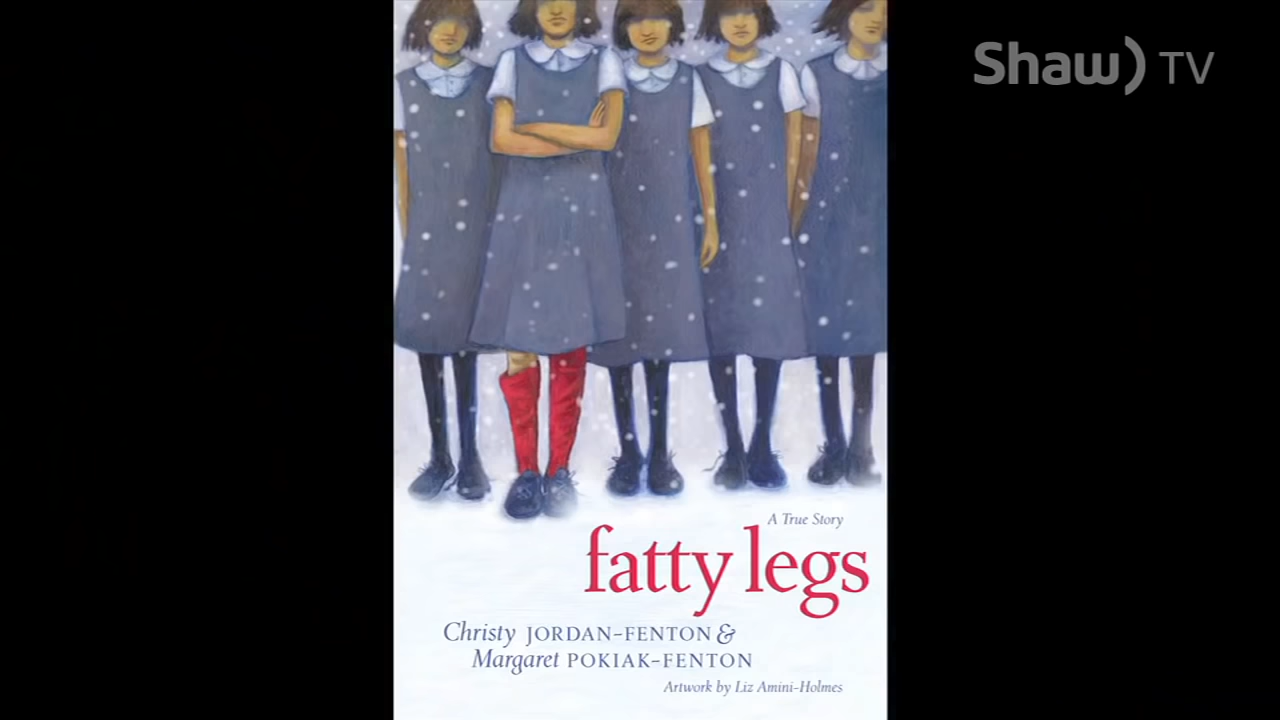 Shaw) TV
A True Story
fatty legs
Christy JORDAN-FENTON &
Margaret POKIAK-FENTON
Artwork by Liz Amini-Holmes